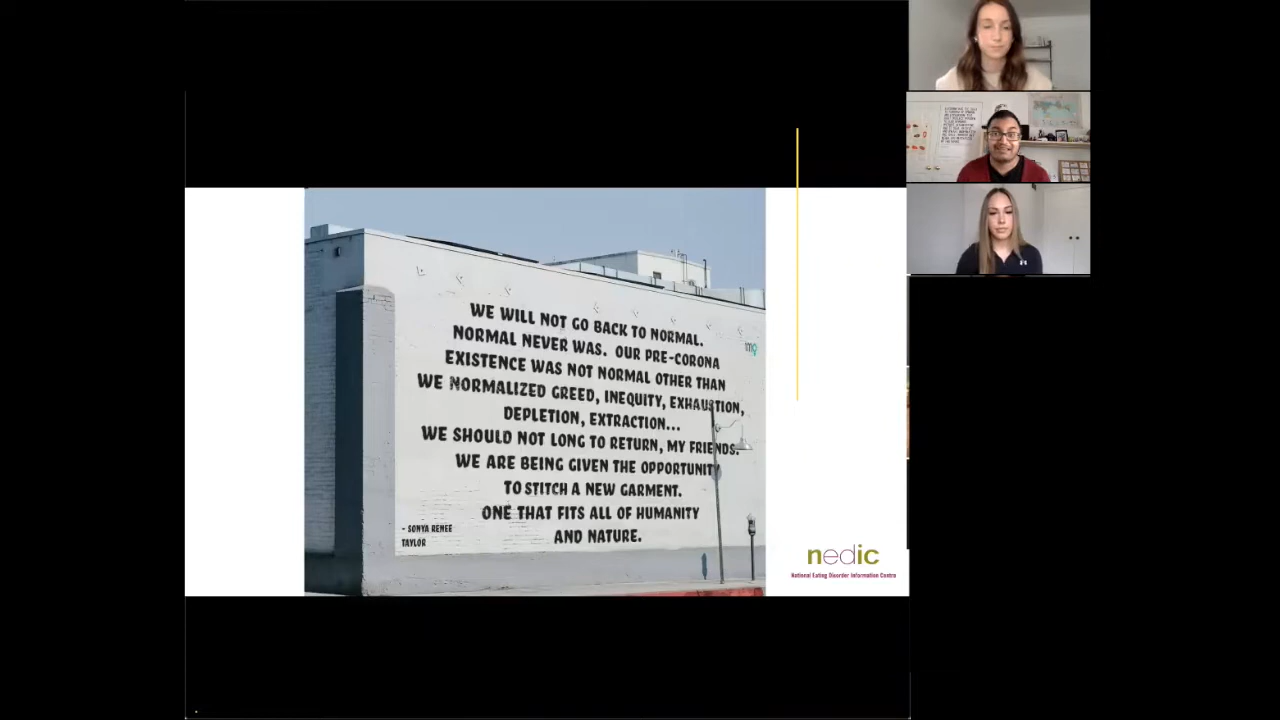 WE WILL NOT GO BACK TO NORMAL.
NORMAL NEVER WAS. OUR PRE-CORONA
EXISTENCE WAS NOT NORMAL OTHER THAN
WE NORMALIZED GREED, INEQUITY, EXHAUSTION,
DEPLETION, EXTRACTION...
WE SHOULD NOT LONG TO RETURN, MY FRIENDS.
WE ARE BEING GIVEN THE OPPORTUNITY
TO STITCH A NEW GARMENT.
ONE THAT FITS ALL OF HUMANITY
AND NATURE.
- SONYA RENEE
TAYLOR
nedic
National Eating Disorder Information Centre